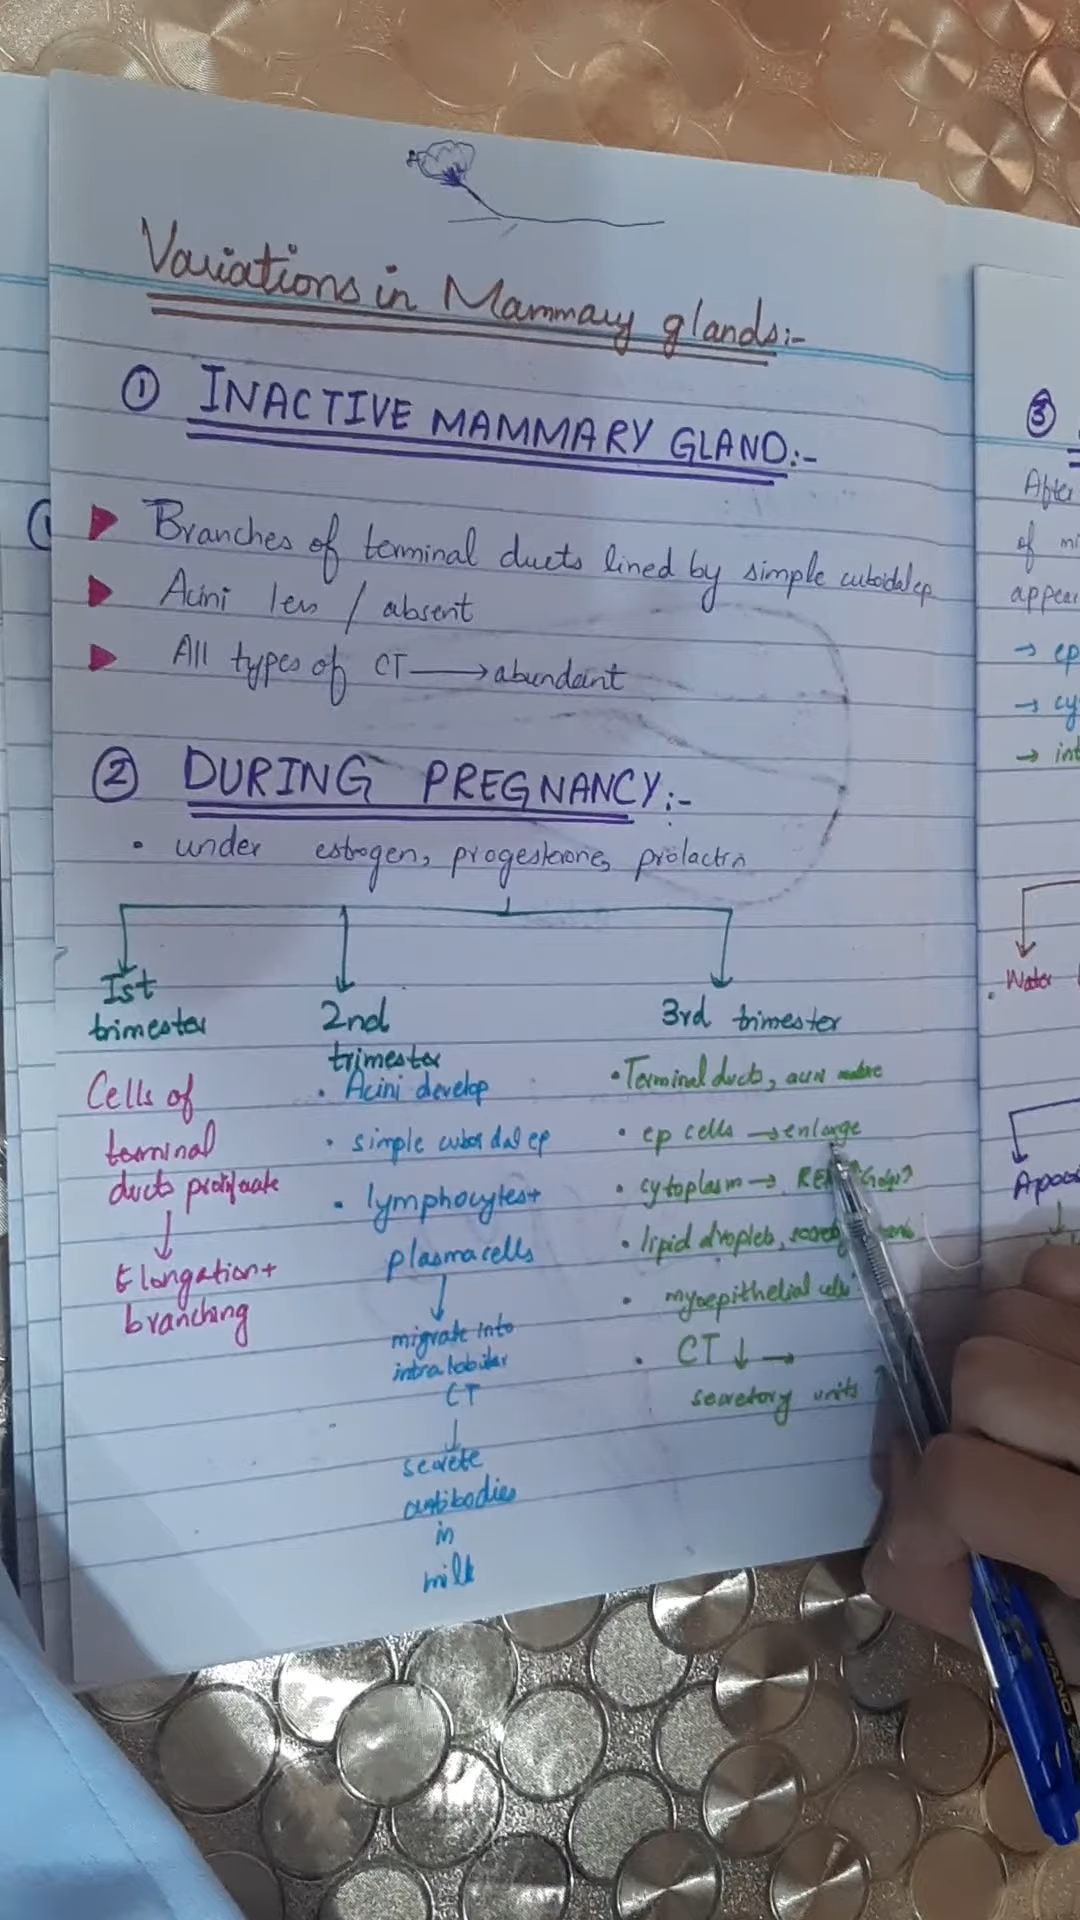 Variations in Mammary glands:-
① INACTIVE MAMMARY GLAND:-
Branches of terminal ducts lined by simple cuboidal ep
Acini less / absent
All types of CT → abundant
② DURING PREGNANCY:-
• under estrogen, progesterone, prolactin
Ist
trimester
Cells of
terminal
ducts proliferate
↓
Elongation +
branching
2nd
trimester
• Acini develop
• simple cuboidal ep
• lymphocytes +
plasma cells
↓
migrate into
intralobular
CT
↓
secrete
antibodies
in
milk
3rd trimester
• Terminal ducts, acini mature
• ep cells → enlarge
• cytoplasm → RER
• lipid droplets,
• myoepithelial cells
• CT ↓ →
secretory units ↑
③
After
of
appear
→ ep
→ cy
→ int
• Water